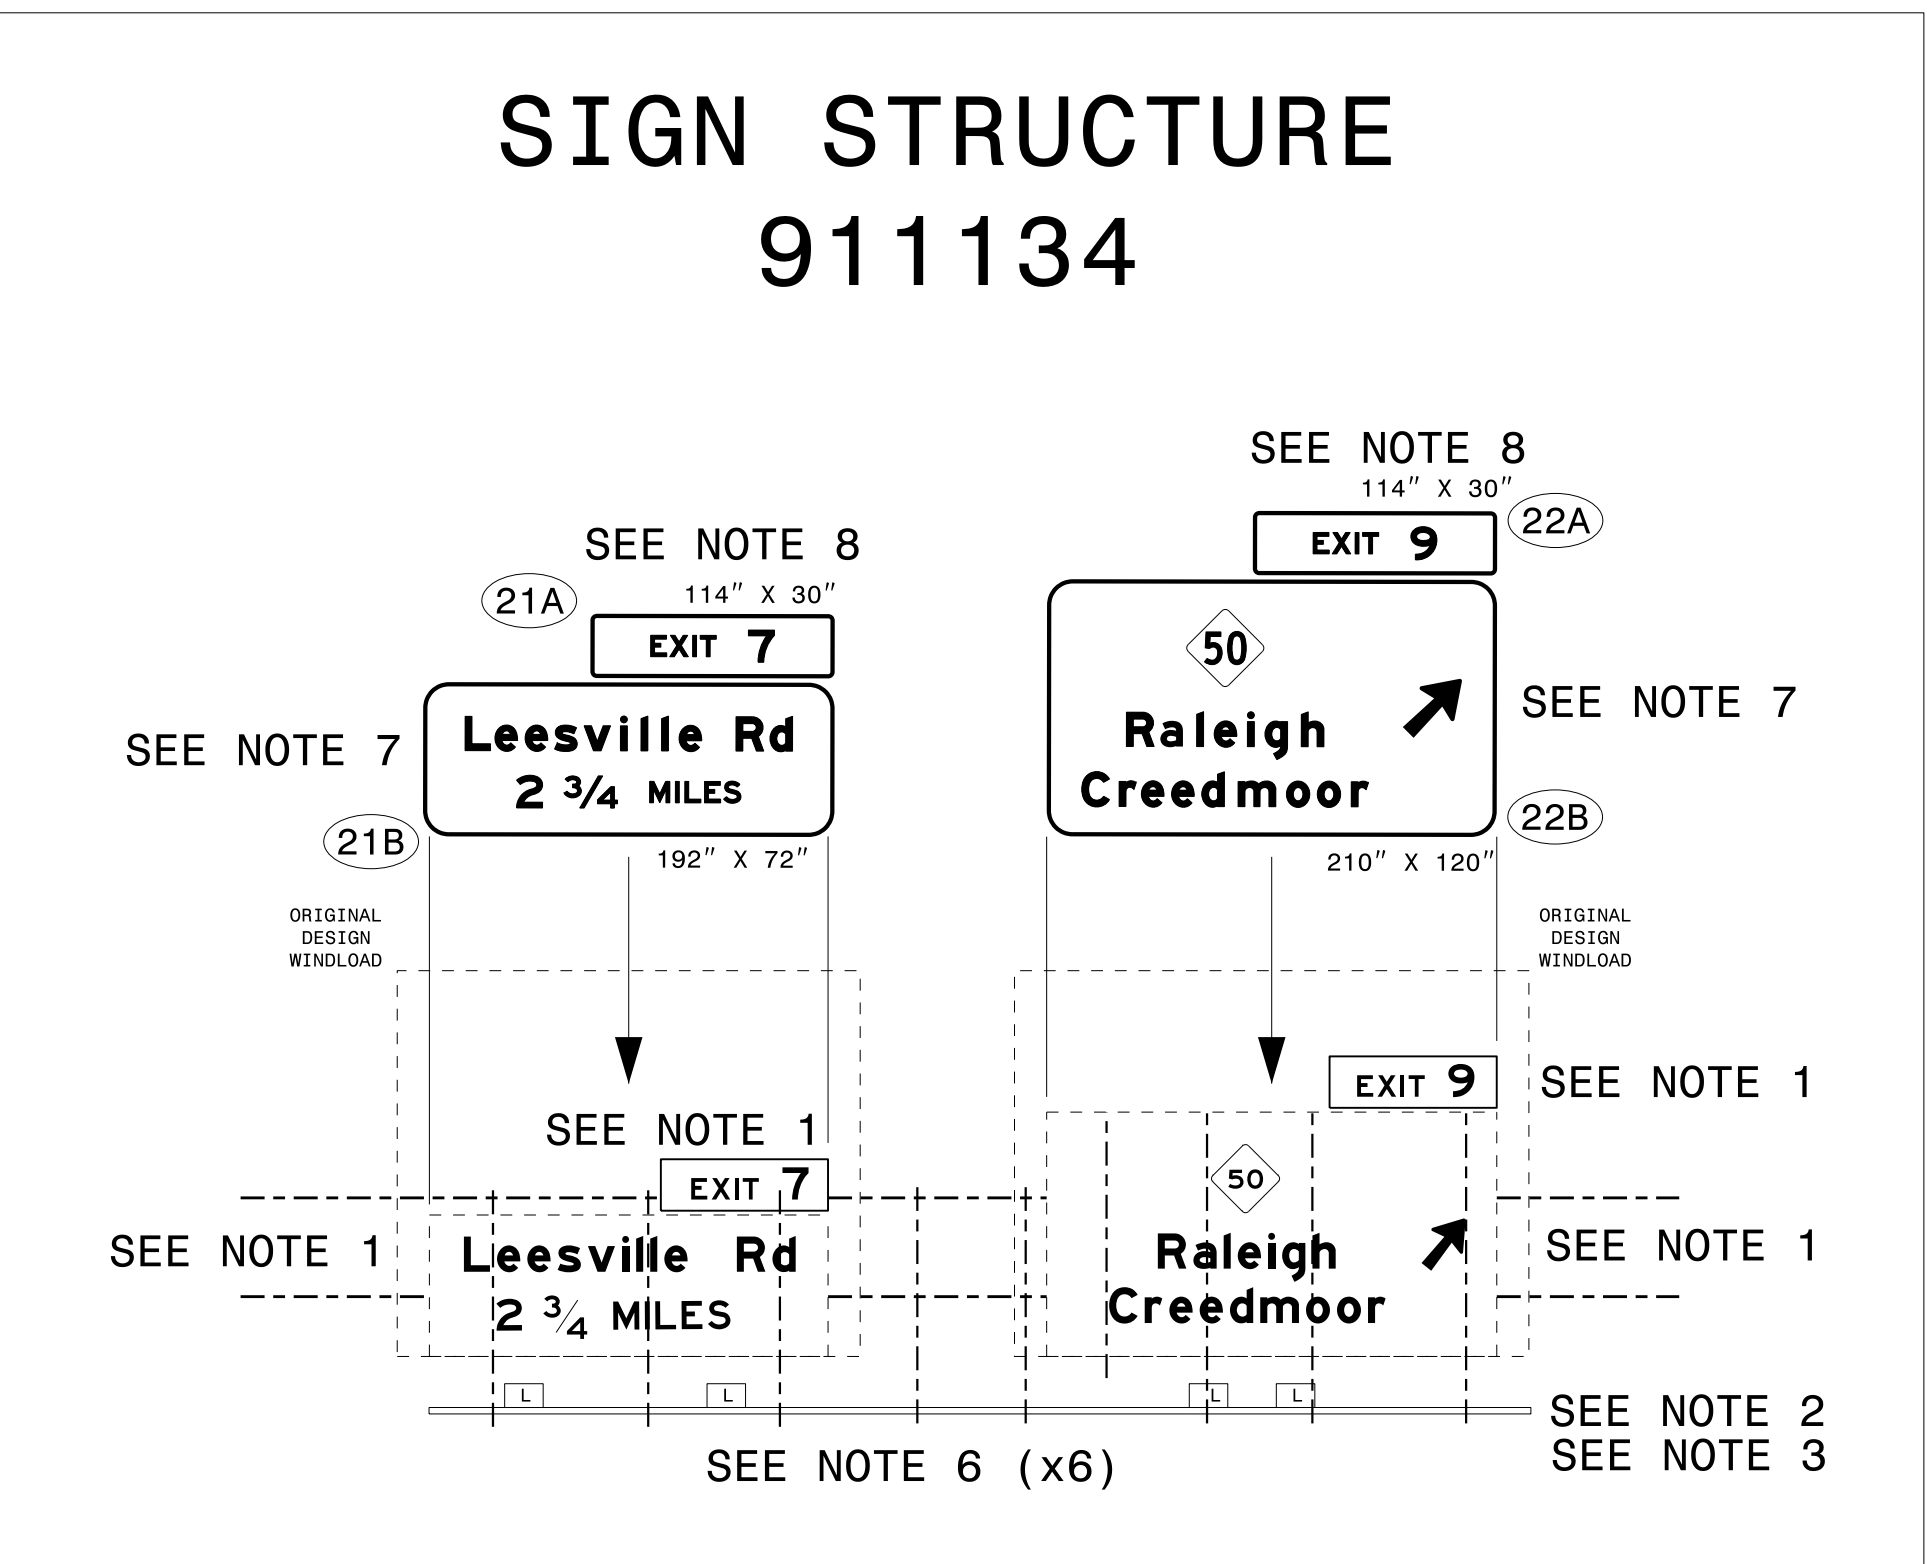 SIGN STRUCTURE
911134
SEE NOTE 8
114" X 30"
22A
EXIT 9
SEE NOTE 8
21A
114" X 30"
EXIT 7
50
Raleigh
Creedmoor
SEE NOTE 7
SEE NOTE 7
Leesville Rd
2 3/4 MILES
21B
192" X 72"
22B
210" X 120"
ORIGINAL
DESIGN
WINDLOAD
ORIGINAL
DESIGN
WINDLOAD
EXIT 9
SEE NOTE 1
SEE NOTE 1
EXIT 7
50
SEE NOTE 1
Leesville Rd
2 3/4 MILES
Raleigh
Creedmoor
SEE NOTE 1
L
L
L
L
SEE NOTE 2
SEE NOTE 3
SEE NOTE 6 (x6)